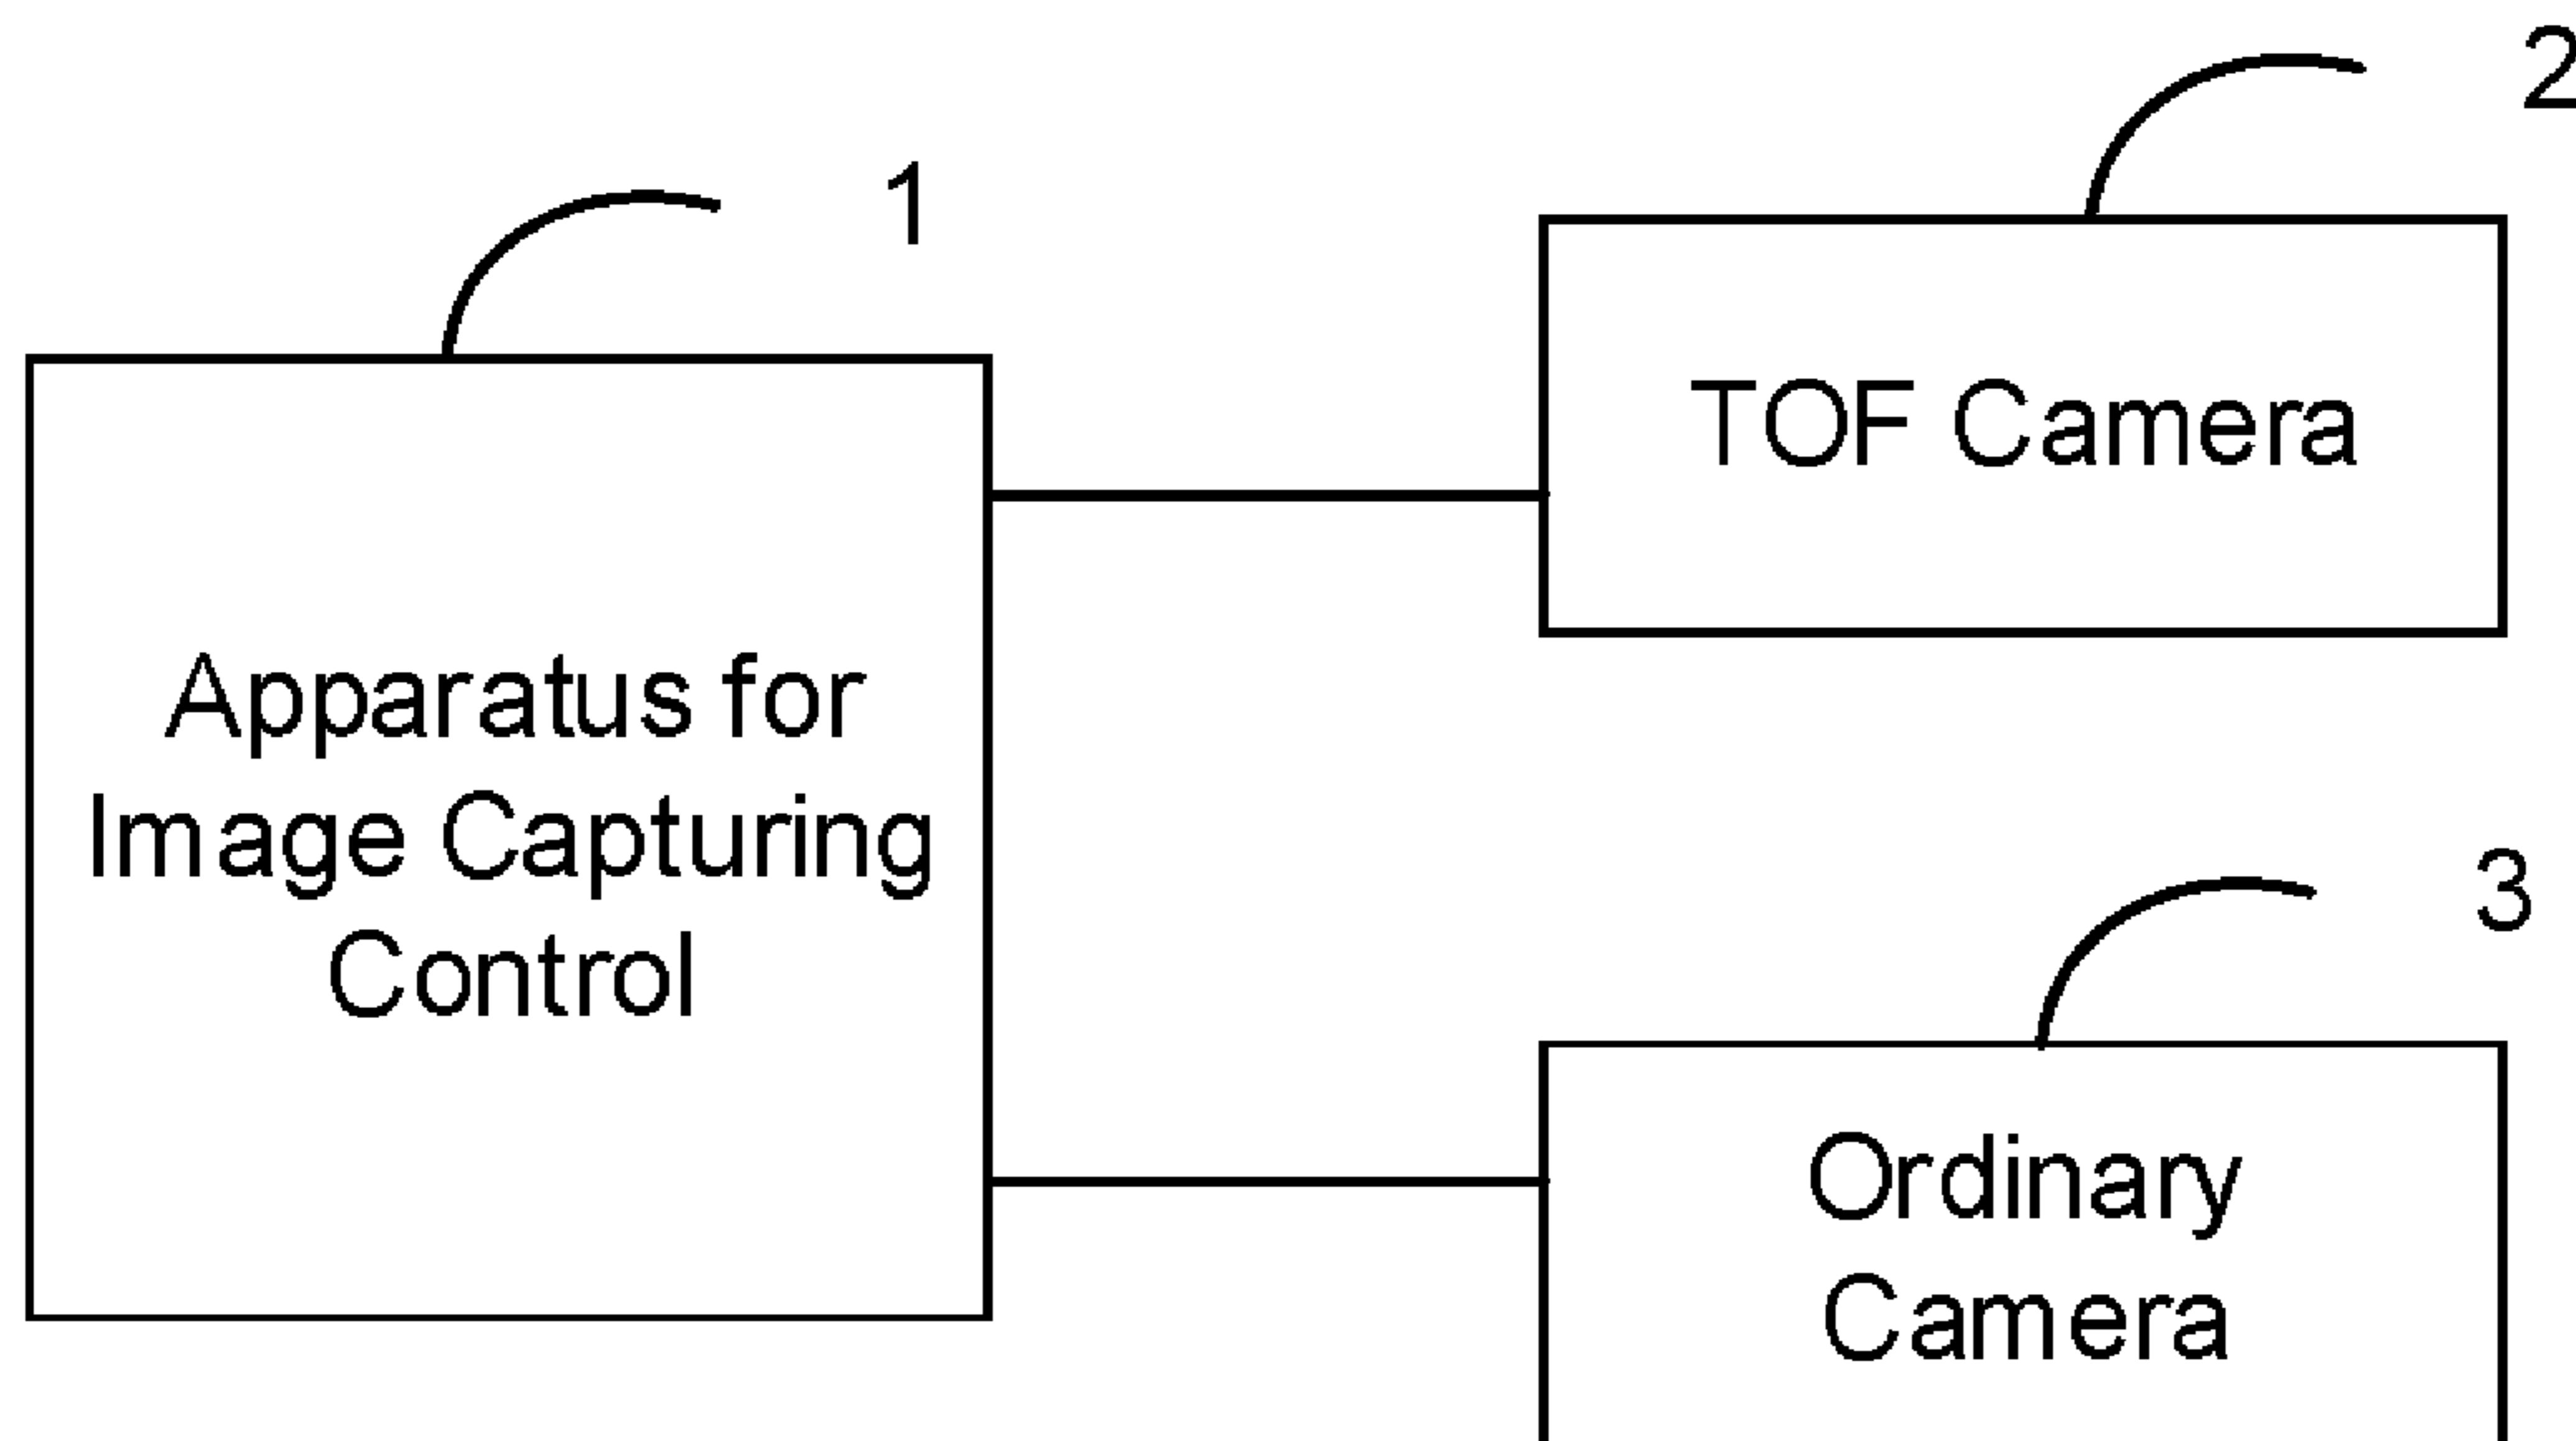 1
Apparatus for
Image Capturing
Control
2
TOF Camera
3
Ordinary
Camera